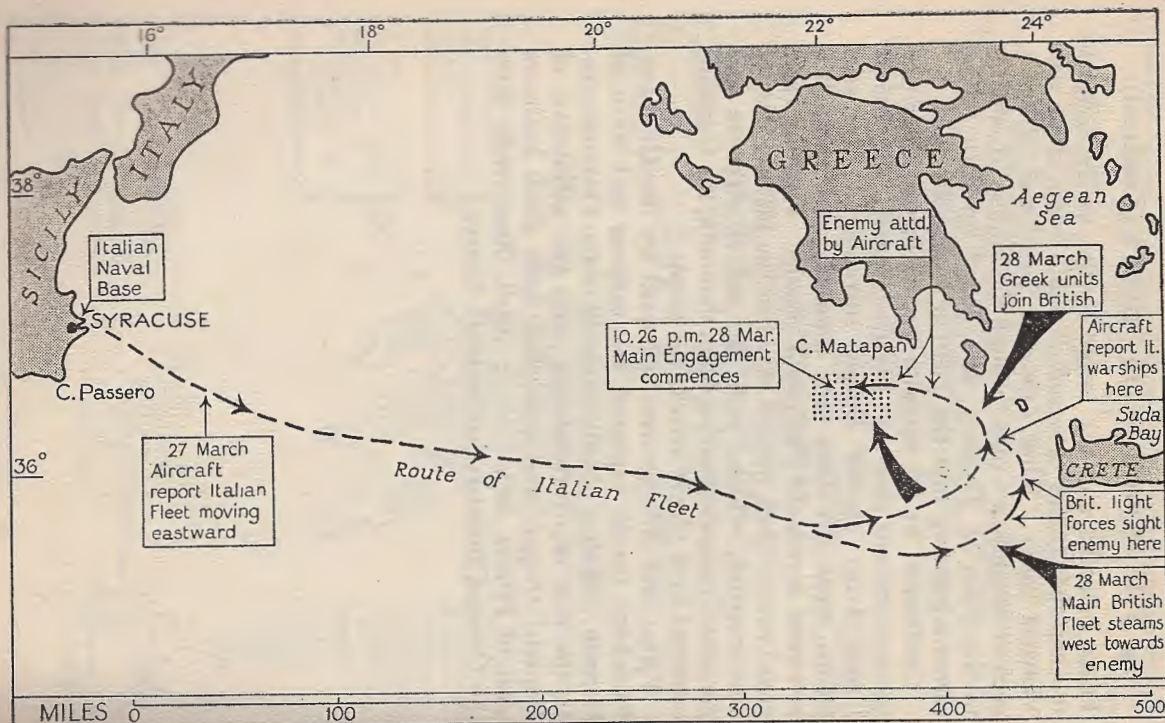 16° 18° 20° 22° 24°
ITALY
GREECE
38°
Aegean
Sea
SICILY
Enemy attd.
by Aircraft
Italian
Naval
Base
28 March
Greek units
join British
SYRACUSE
10.26 p.m. 28 Mar.
Main Engagement
commences
C. Matapan
Aircraft
report It.
warships
here
C. Passero
Suda
Bay
27 March
Aircraft
report Italian
Fleet moving
eastward
36°
Route of Italian Fleet
CRETE
Brit. light
forces sight
enemy here
28 March
Main British
Fleet steams
west towards
enemy
MILES 0 100 200 300 400 500